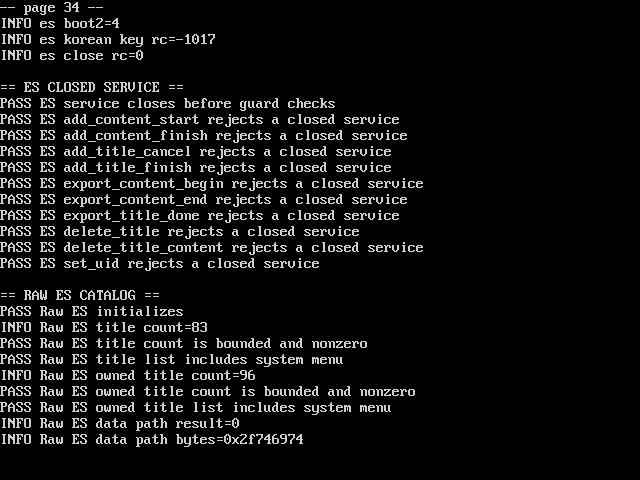 -- page 34 --
INFO es boot2=4
INFO es korean key rc=-1017
INFO es close rc=0
== ES CLOSED SERVICE ==
PASS ES service closes before guard checks
PASS ES add_content_start rejects a closed service
PASS ES add_content_finish rejects a closed service
PASS ES add_title_cancel rejects a closed service
PASS ES add_title_finish rejects a closed service
PASS ES export_content_begin rejects a closed service
PASS ES export_content_end rejects a closed service
PASS ES export_title_done rejects a closed service
PASS ES delete_title rejects a closed service
PASS ES delete_title_content rejects a closed service
PASS ES set_uid rejects a closed service
== RAW ES CATALOG ==
PASS Raw ES initializes
INFO Raw ES title count=83
PASS Raw ES title count is bounded and nonzero
PASS Raw ES title list includes system menu
INFO Raw ES owned title count=96
PASS Raw ES owned title count is bounded and nonzero
PASS Raw ES owned title list includes system menu
INFO Raw ES data path result=0
INFO Raw ES data path bytes=0x2f746974